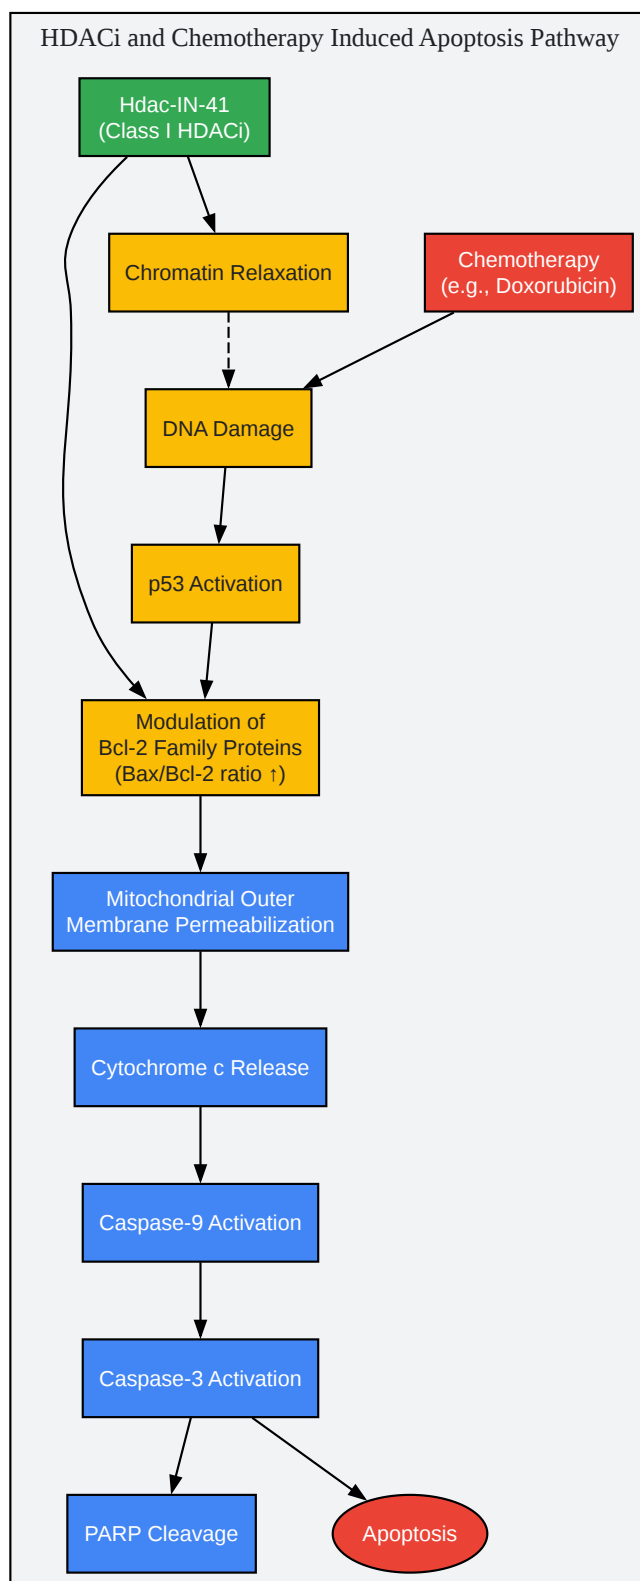 HDACi and Chemotherapy Induced Apoptosis Pathway
Hdac-IN-41
(Class I HDACi)
Chromatin Relaxation
Chemotherapy
(e.g., Doxorubicin)
DNA Damage
p53 Activation
Modulation of
Bcl-2 Family Proteins
(Bax/Bcl-2 ratio ↑)
Mitochondrial Outer
Membrane Permeabilization
Cytochrome c Release
Caspase-9 Activation
Caspase-3 Activation
PARP Cleavage
Apoptosis